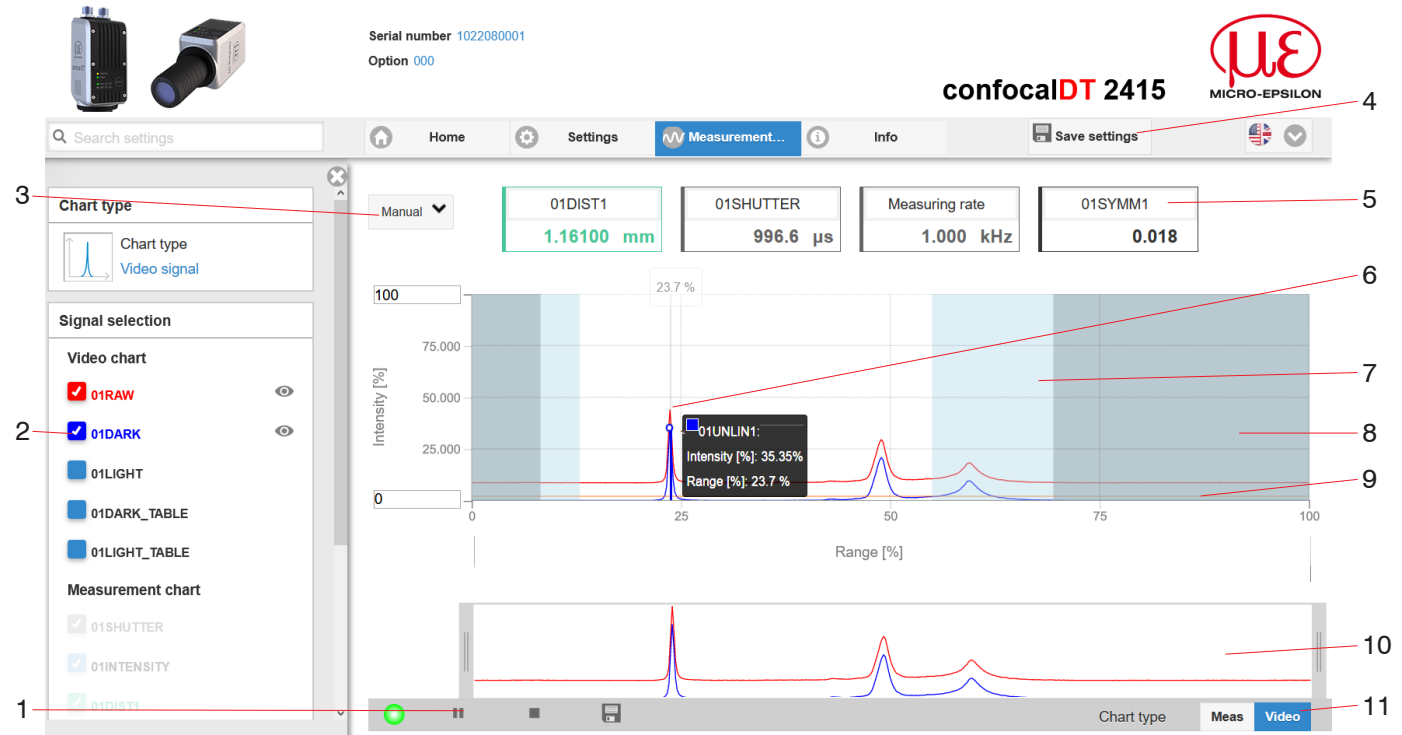 Serial number 1022080001
Option 000
confocalDT 2415
με
MICRO-EPSILON
4
Search settings
Home
Settings
Measurement...
Info
Save settings
3
Chart type
Chart type
Video signal
Manual
01DIST1
1.16100 mm
01SHUTTER
996.6 µs
Measuring rate
1.000 kHz
01SYMM1
0.018
5
6
7
8
9
Signal selection
Video chart
01RAW
2
01DARK
01LIGHT
01DARK_TABLE
01LIGHT_TABLE
Measurement chart
01SHUTTER
01INTENSITY
01DIST1
23.7 %
100
75.000
50.000
25.000
0
Intensity [%]
01UNLIN1:
Intensity [%]: 35.35%
Range [%]: 23.7 %
0
25
50
75
100
Range [%]
10
1
Chart type
Meas
Video
11